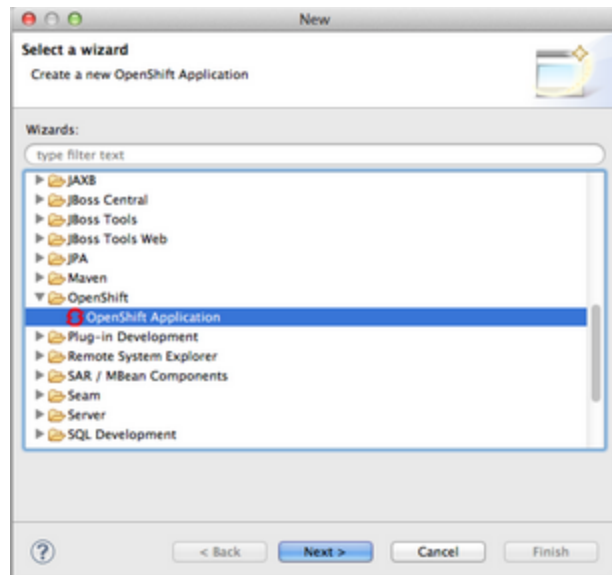 New
Select a wizard
Create a new OpenShift Application
Wizards:
type filter text
JAXB
JBoss Central
JBoss Tools
JBoss Tools Web
JPA
Maven
OpenShift
OpenShift Application
Plug-in Development
Remote System Explorer
SAR / MBean Components
Seam
Server
SQL Development
? < Back Next > Cancel Finish